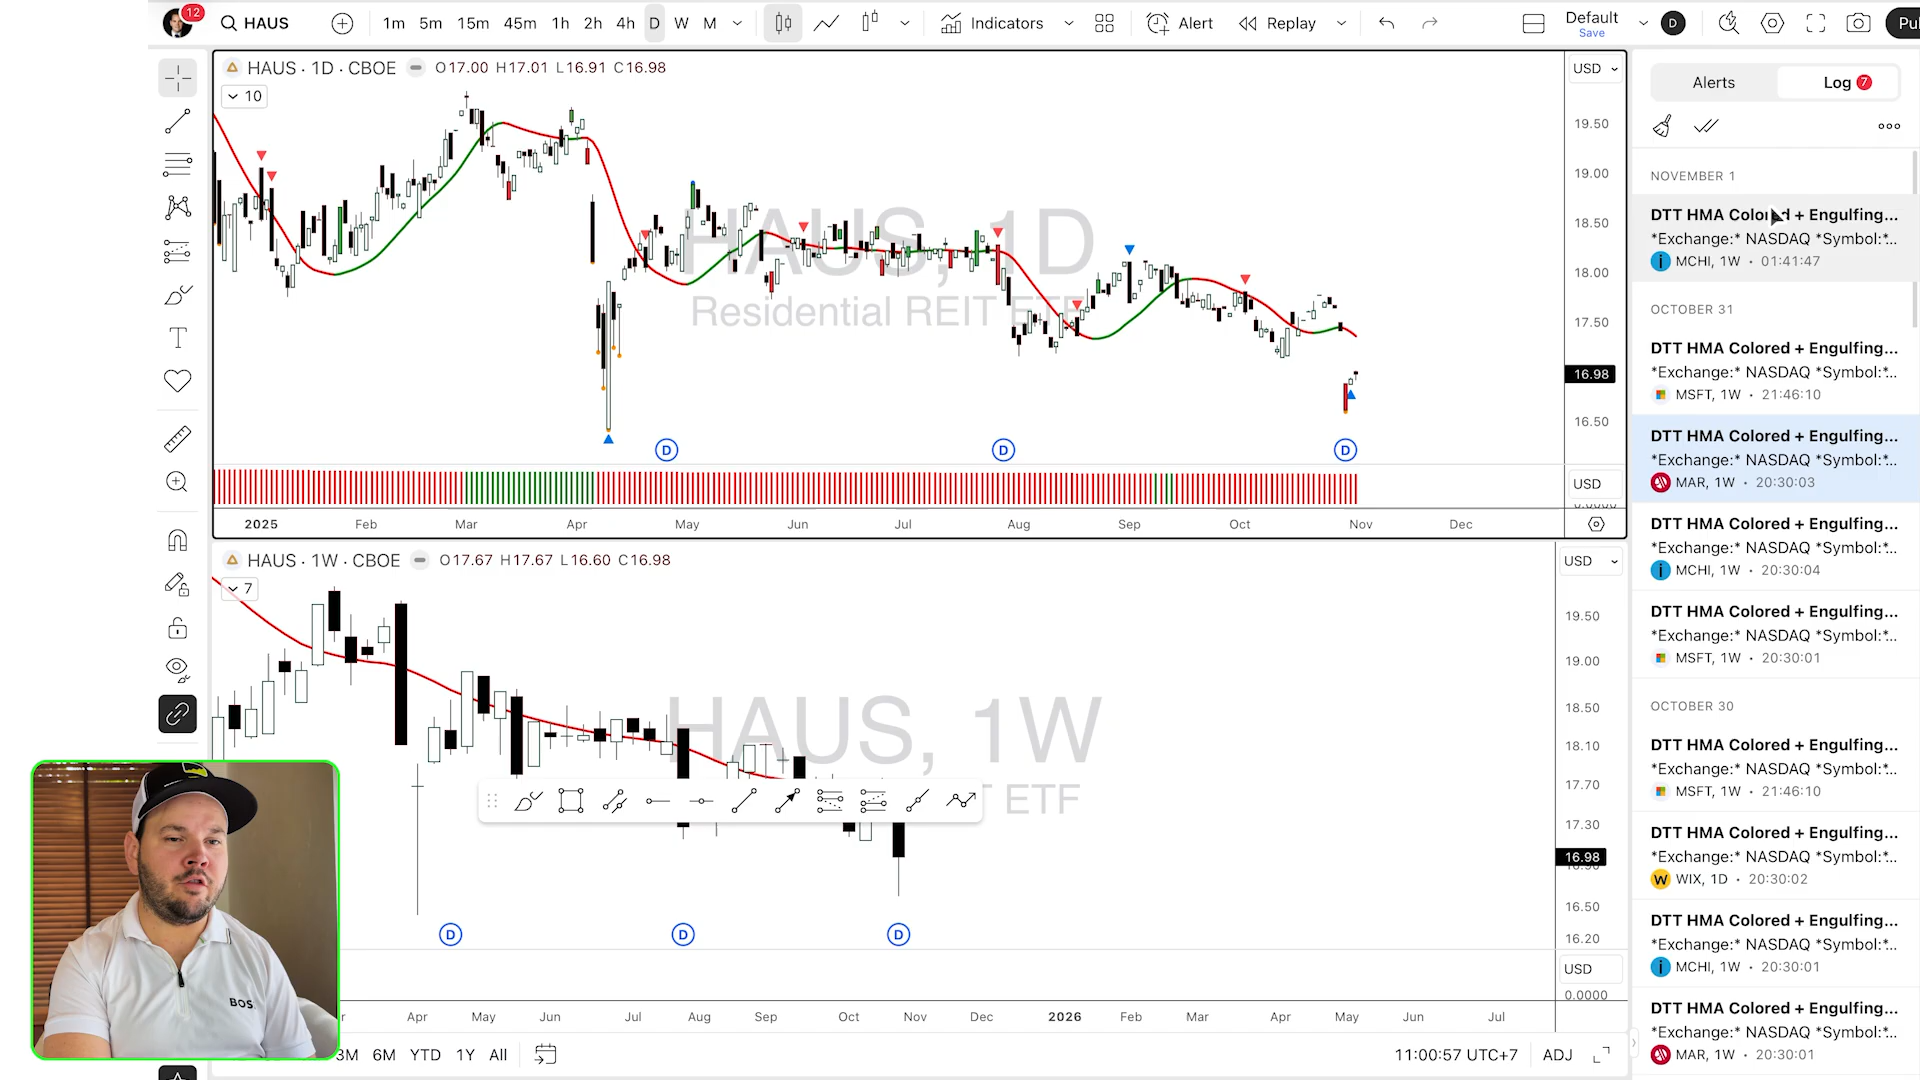 12
HAUS
1m 5m 15m 45m 1h 2h 4h D W M
Indicators
Alert
Replay
Default
Save
D
Pu
HAUS · 1D · CBOE
O17.00 H17.01 L16.91 C16.98
10
USD
19.50
19.00
18.50
18.00
17.50
16.98
16.50
HAUS, 1D
Residential REIT ETF
D D D
USD
2025 Feb Mar Apr May Jun Jul Aug Sep Oct Nov Dec
HAUS · 1W · CBOE
O17.67 H17.67 L16.60 C16.98
7
USD
19.50
19.00
18.50
18.10
17.70
17.30
16.98
16.50
16.20
HAUS, 1W
ETF
D D D
USD
0.0000
Apr May Jun Jul Aug Sep Oct Nov Dec 2026 Feb Mar Apr May Jun Jul
3M 6M YTD 1Y All
11:00:57 UTC+7 ADJ
Alerts
Log 7
NOVEMBER 1
DTT HMA Colored + Engulfing...
*Exchange:* NASDAQ *Symbol:*...
MCHI, 1W · 01:41:47
OCTOBER 31
DTT HMA Colored + Engulfing...
*Exchange:* NASDAQ *Symbol:*...
MSFT, 1W · 21:46:10
DTT HMA Colored + Engulfing...
*Exchange:* NASDAQ *Symbol:*...
MAR, 1W · 20:30:03
DTT HMA Colored + Engulfing...
*Exchange:* NASDAQ *Symbol:*...
MCHI, 1W · 20:30:04
DTT HMA Colored + Engulfing...
*Exchange:* NASDAQ *Symbol:*...
MSFT, 1W · 20:30:01
OCTOBER 30
DTT HMA Colored + Engulfing...
*Exchange:* NASDAQ *Symbol:*...
MSFT, 1W · 21:46:10
DTT HMA Colored + Engulfing...
*Exchange:* NASDAQ *Symbol:*...
WIX, 1D · 20:30:02
DTT HMA Colored + Engulfing...
*Exchange:* NASDAQ *Symbol:*...
MCHI, 1W · 20:30:01
DTT HMA Colored + Engulfing...
*Exchange:* NASDAQ *Symbol:*...
MAR, 1W · 20:30:01
BOS